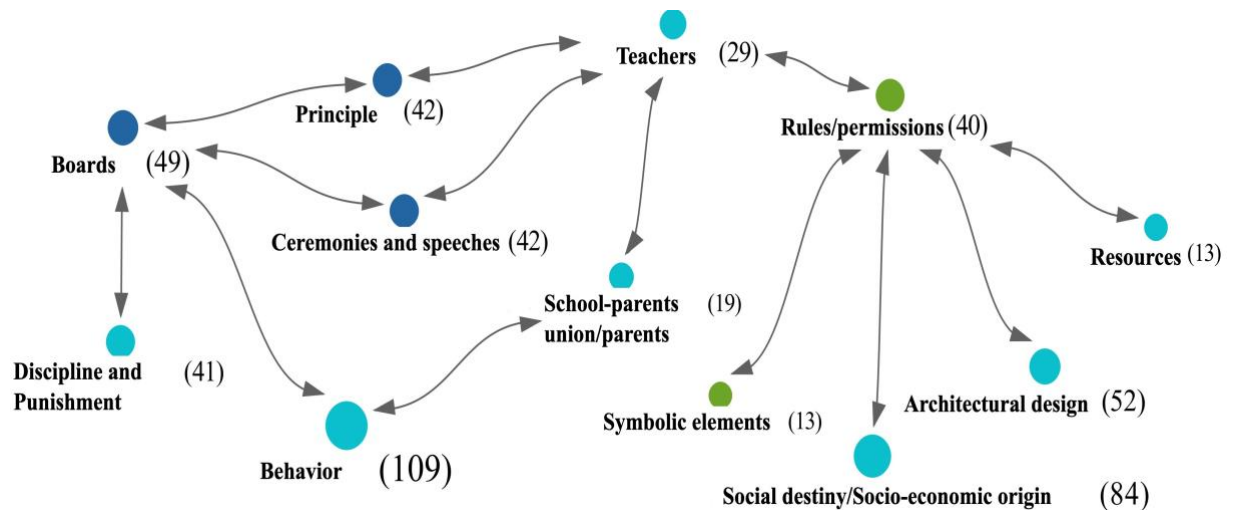 Teachers (29)
Principle (42)
Rules/permissions (40)
Boards (49)
Ceremonies and speeches (42)
Resources (13)
School-parents (19)
union/parents
Discipline and (41)
Punishment
Architectural design (52)
Symbolic elements (13)
Behavior (109)
Social destiny/Socio-economic origin (84)